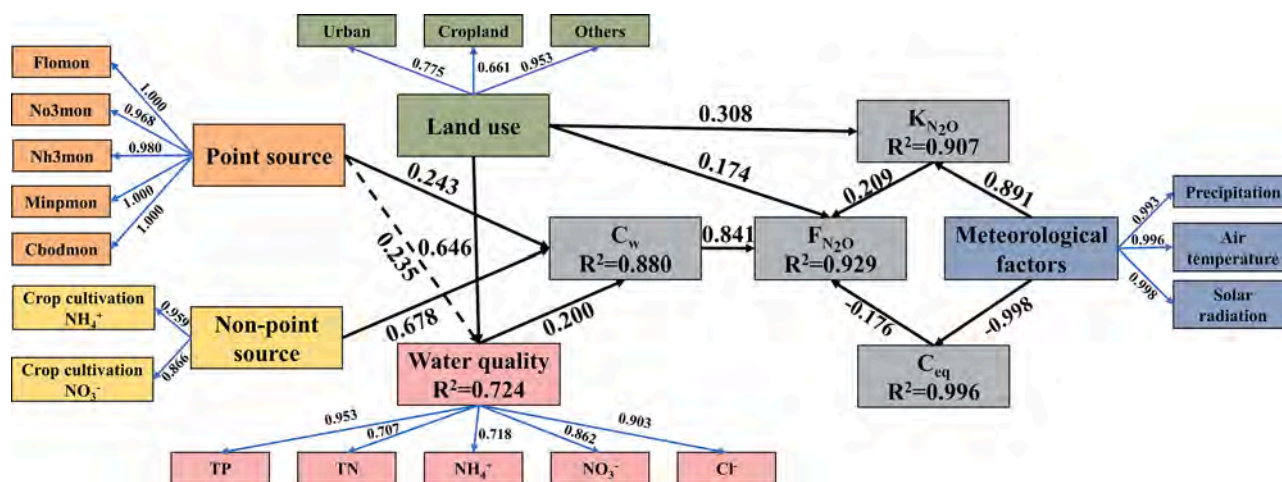 Urban
Cropland
Others
0.775
0.661
0.953
Flomon
No3mon
Nh3mon
Minpmon
Cbodmon
1.000
0.968
0.980
1.000
1.000
Point source
Land use
0.308
0.174
0.243
0.235
0.646
K_N₂O
R²=0.907
0.209
0.891
C_w
R²=0.880
0.841
F_N₂O
R²=0.929
Meteorological
factors
0.993
0.996
0.998
Precipitation
Air
temperature
Solar
radiation
Crop cultivation
NH₄⁺
Crop cultivation
NO₃⁻
0.959
0.866
Non-point
source
0.678
0.200
-0.176
-0.998
Water quality
R²=0.724
C_eq
R²=0.996
0.953
0.707
0.718
0.862
0.903
TP
TN
NH₄⁺
NO₃⁻
Cl⁻